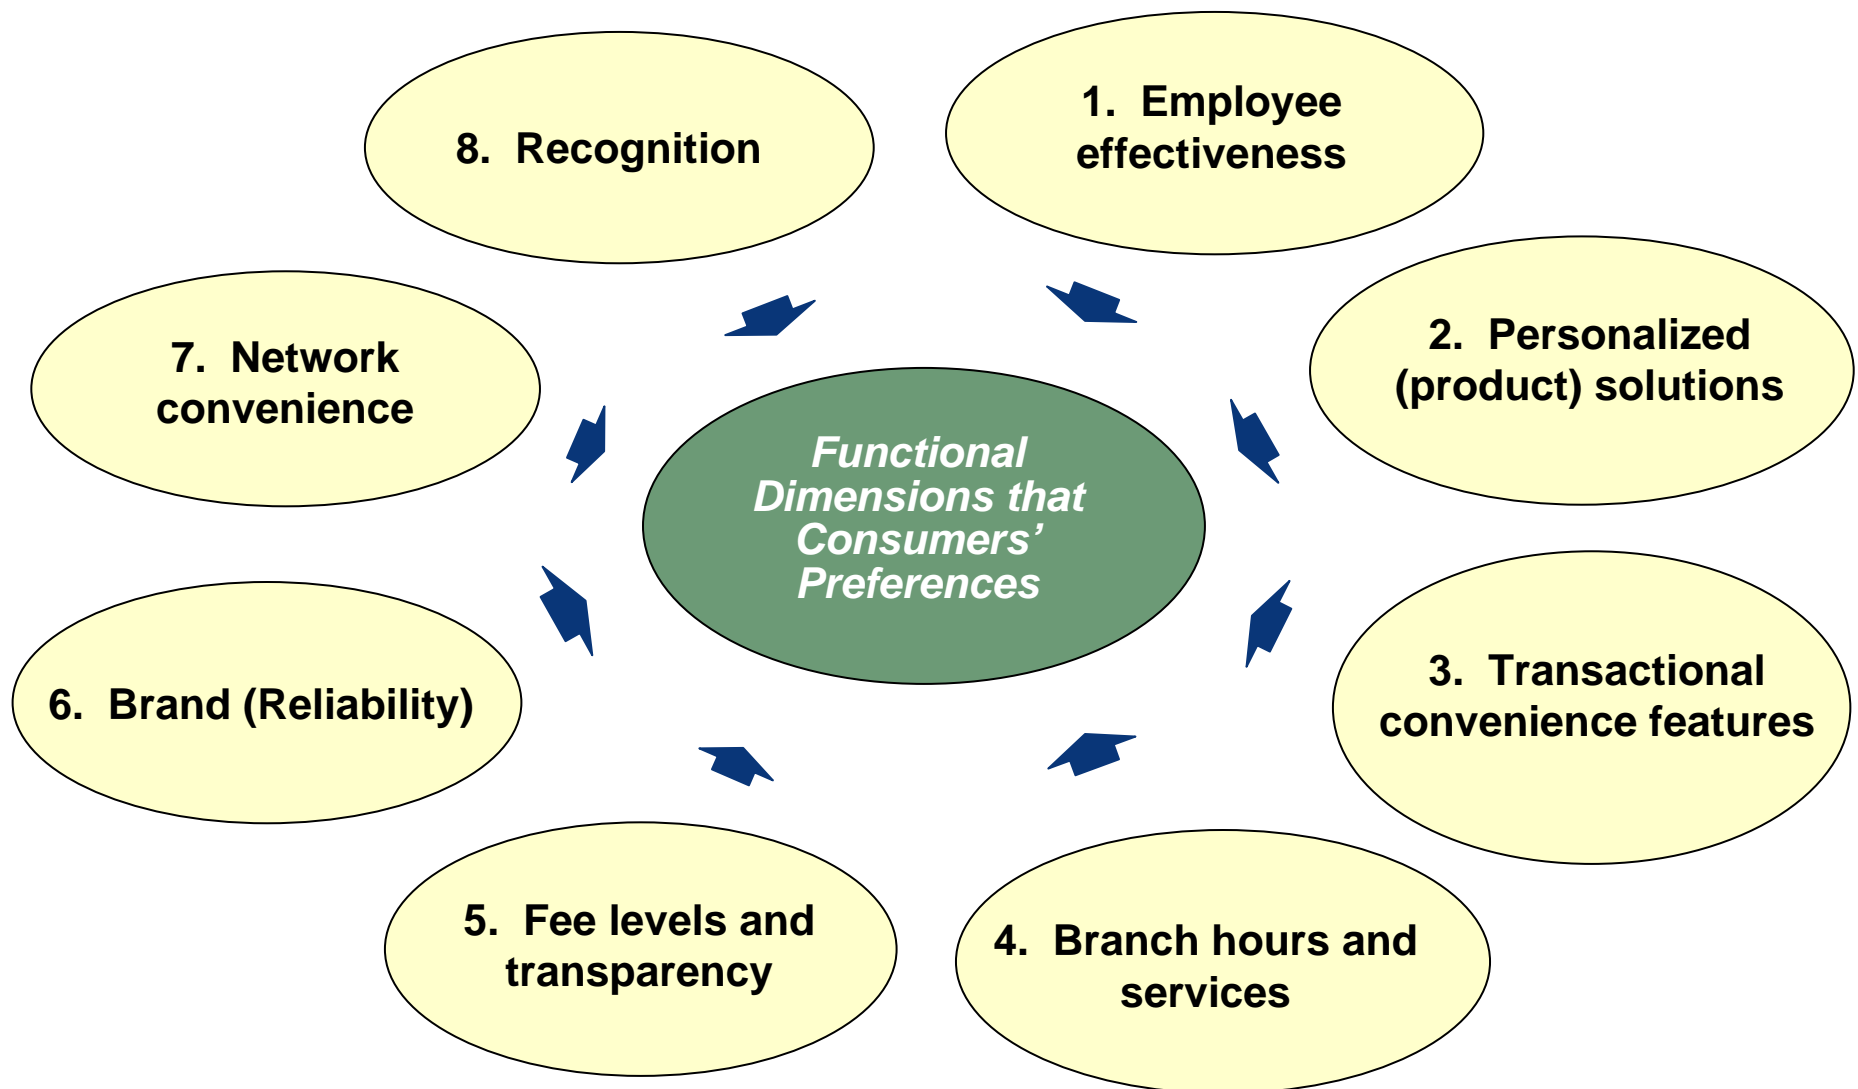 8.  Recognition
1.  Employee
effectiveness
7.  Network
convenience
2.  Personalized
(product) solutions
Functional
Dimensions that
Consumers’
Preferences
6.  Brand (Reliability)
3.  Transactional
convenience features
5.  Fee levels and
transparency
4.  Branch hours and
services